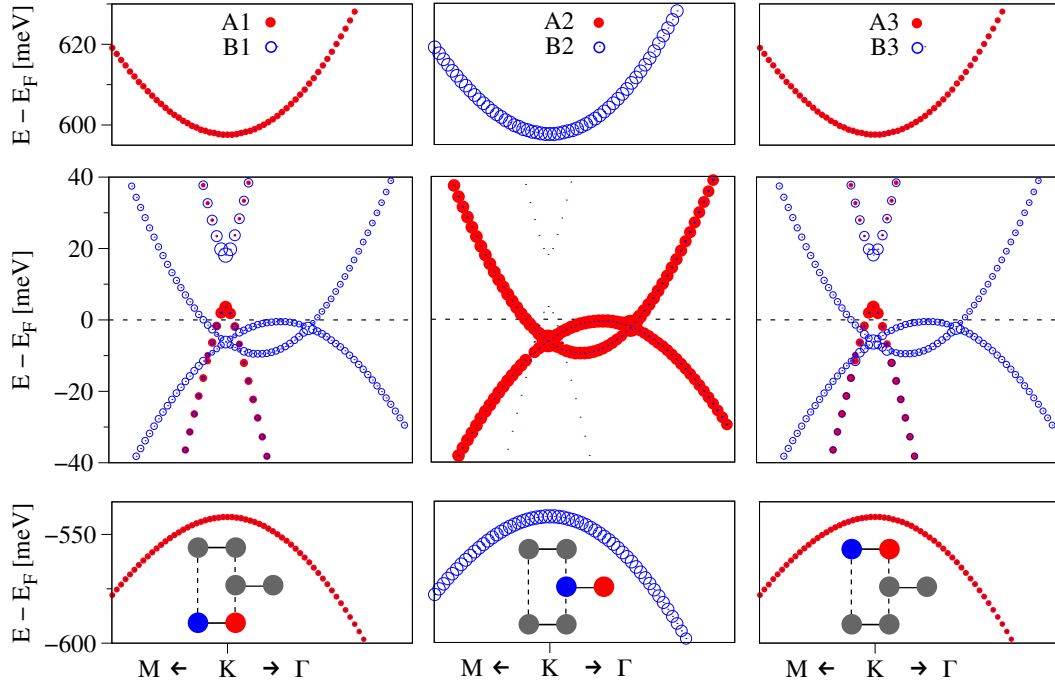 E − E_F [meV]
620
600
A1
B1
A2
B2
A3
B3
E − E_F [meV]
40
20
0
−20
−40
E − E_F [meV]
−550
−600
M ← K → Γ
M ← K → Γ
M ← K → Γ